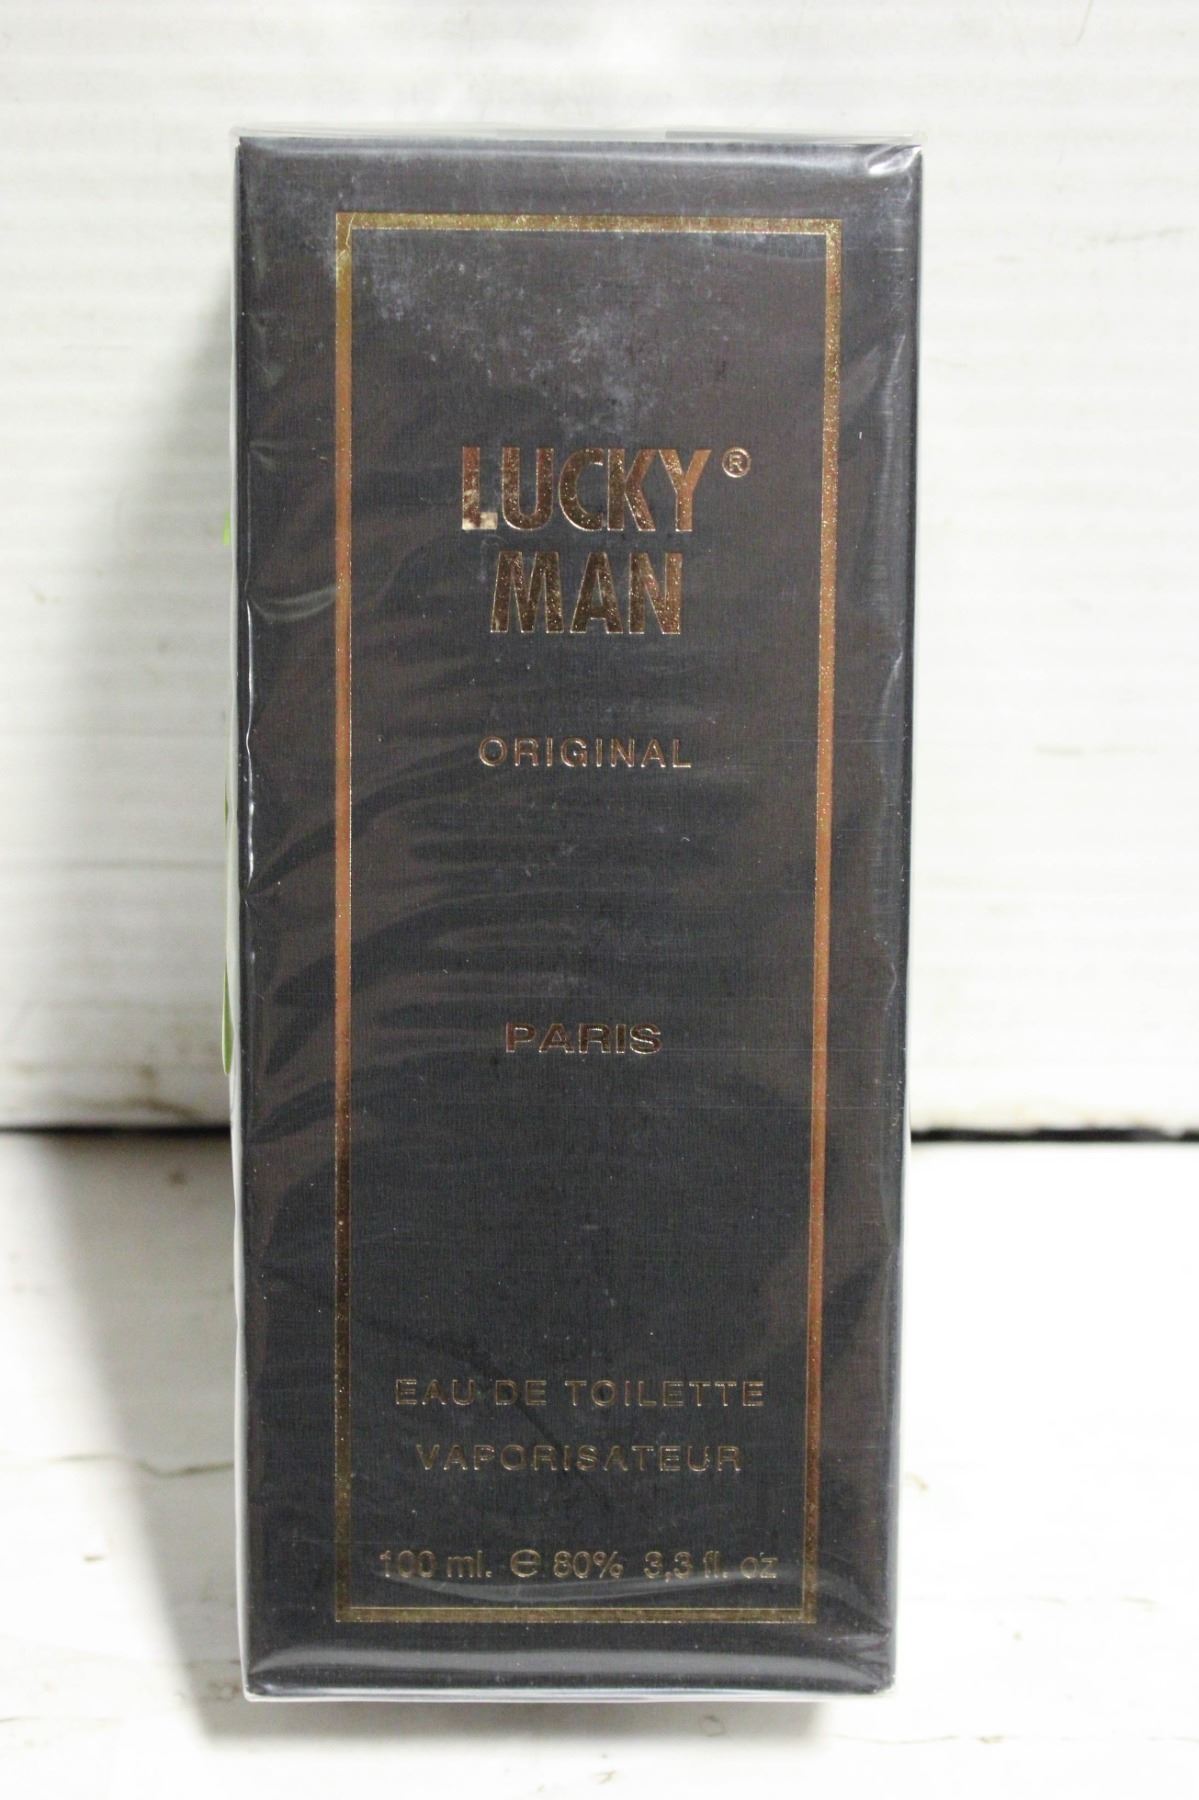 LUCKY®
MAN
ORIGINAL
PARIS
EAU DE TOILETTE
VAPORISATEUR
100 ml. ℮ 80% 3,3 fl. oz